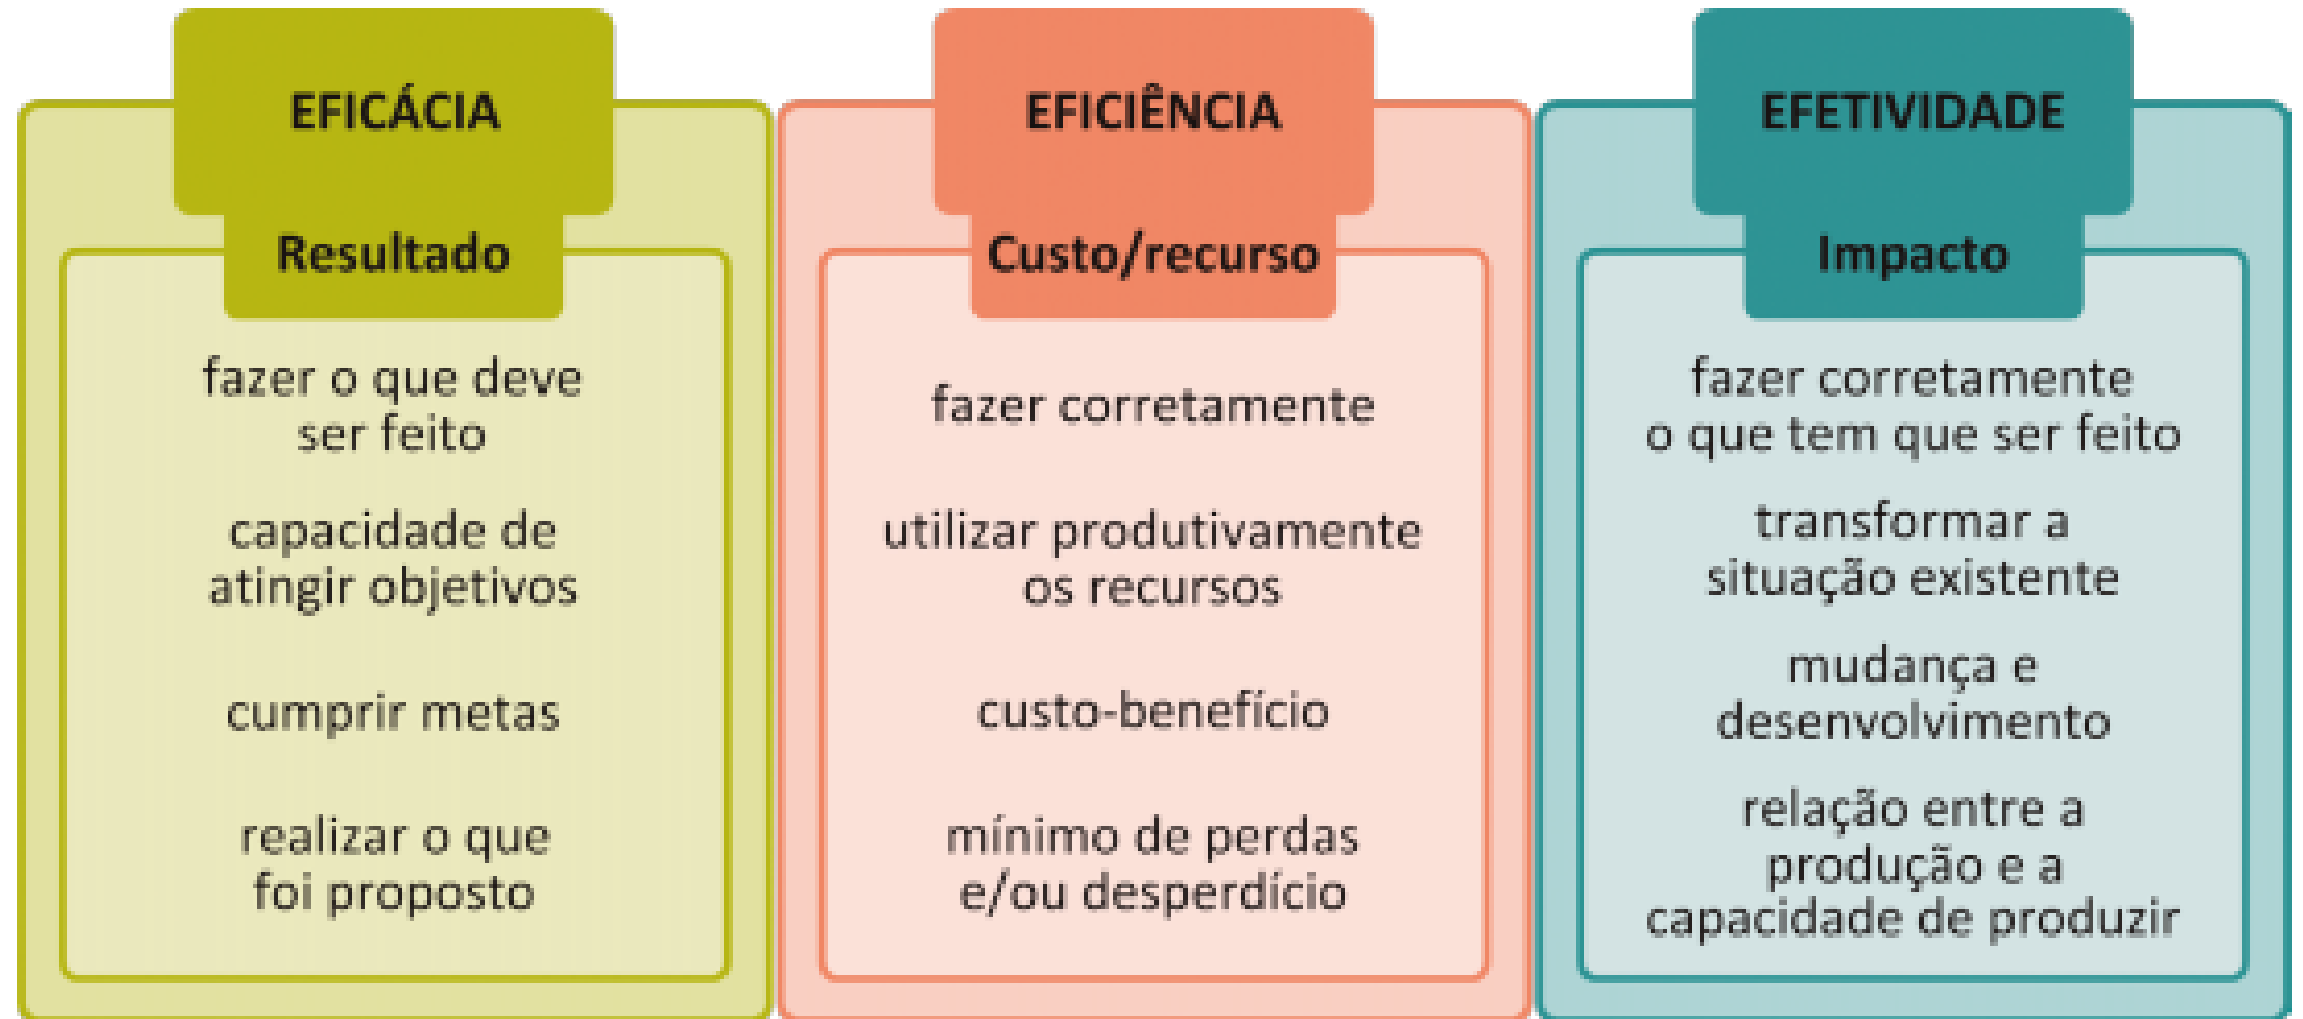 EFICÁCIA
Resultado
fazer o que deve
ser feito
capacidade de
atingir objetivos
cumprir metas
realizar o que
foi proposto
EFICIÊNCIA
Custo/recurso
fazer corretamente
utilizar produtivamente
os recursos
custo-benefício
mínimo de perdas
e/ou desperdício
EFETIVIDADE
Impacto
fazer corretamente
o que tem que ser feito
transformar a
situação existente
mudança e
desenvolvimento
relação entre a
produção e a
capacidade de produzir